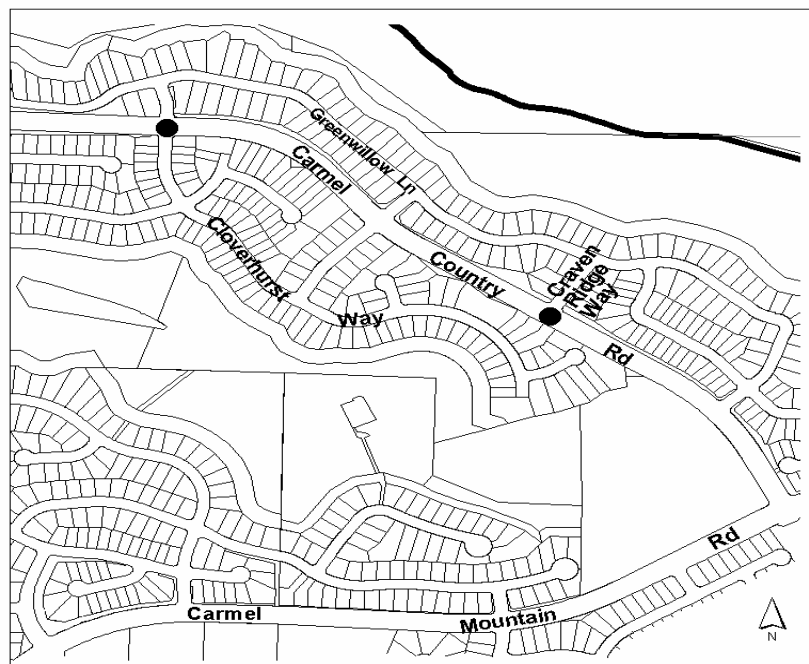 Greenwillow Ln
Carmel
Country
Rd
Craven
Ridge
Way
Cloverhurst
Way
Rd
Carmel
Mountain
N